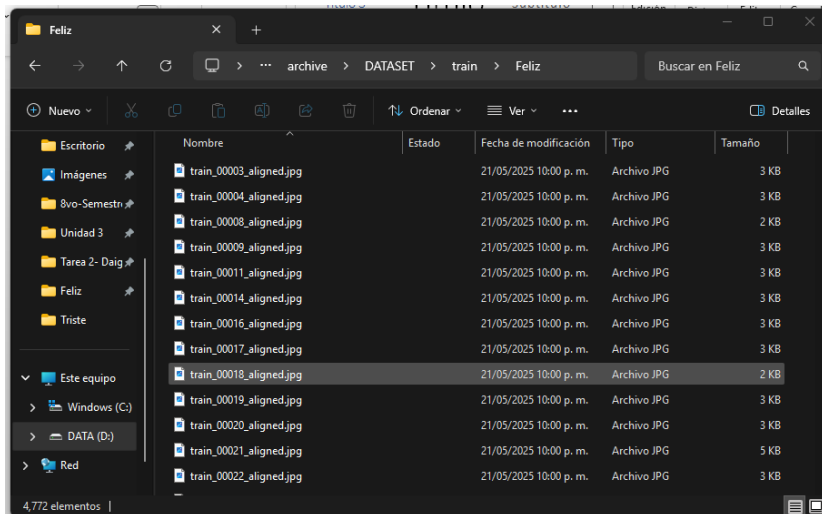 Feliz
archive > DATASET > train > Feliz
Buscar en Feliz
Nuevo
Ordenar
Ver
Detalles
Escritorio
Imágenes
8vo-Semestre
Unidad 3
Tarea 2- Daig
Feliz
Triste
Este equipo
Windows (C:)
DATA (D:)
Red
Nombre Estado Fecha de modificación Tipo Tamaño
train_00003_aligned.jpg 21/05/2025 10:00 p. m. Archivo JPG 3 KB
train_00004_aligned.jpg 21/05/2025 10:00 p. m. Archivo JPG 3 KB
train_00008_aligned.jpg 21/05/2025 10:00 p. m. Archivo JPG 2 KB
train_00009_aligned.jpg 21/05/2025 10:00 p. m. Archivo JPG 3 KB
train_00011_aligned.jpg 21/05/2025 10:00 p. m. Archivo JPG 3 KB
train_00014_aligned.jpg 21/05/2025 10:00 p. m. Archivo JPG 3 KB
train_00016_aligned.jpg 21/05/2025 10:00 p. m. Archivo JPG 3 KB
train_00017_aligned.jpg 21/05/2025 10:00 p. m. Archivo JPG 3 KB
train_00018_aligned.jpg 21/05/2025 10:00 p. m. Archivo JPG 2 KB
train_00019_aligned.jpg 21/05/2025 10:00 p. m. Archivo JPG 3 KB
train_00020_aligned.jpg 21/05/2025 10:00 p. m. Archivo JPG 3 KB
train_00021_aligned.jpg 21/05/2025 10:00 p. m. Archivo JPG 5 KB
train_00022_aligned.jpg 21/05/2025 10:00 p. m. Archivo JPG 3 KB
4,772 elementos